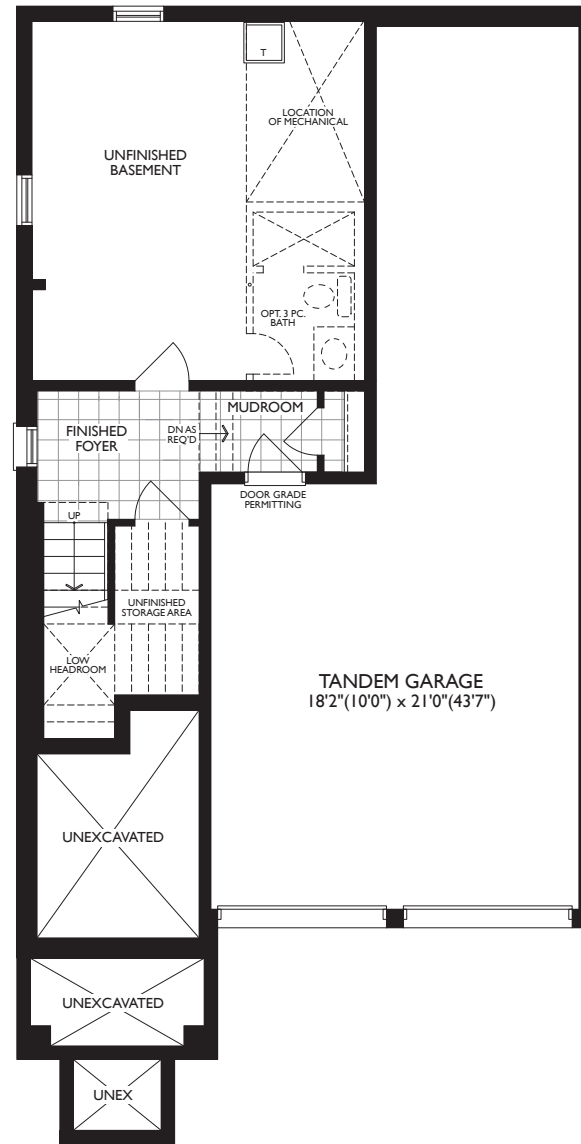 T
LOCATION
OF MECHANICAL
UNFINISHED
BASEMENT
OPT. 3 PC.
BATH
MUDROOM
FINISHED
FOYER
DN AS
REQ'D
DOOR GRADE
PERMITTING
UP
UNFINISHED
STORAGE AREA
LOW
HEADROOM
TANDEM GARAGE
18'2"(10'0") x 21'0"(43'7")
UNEXCAVATED
UNEXCAVATED
UNEX